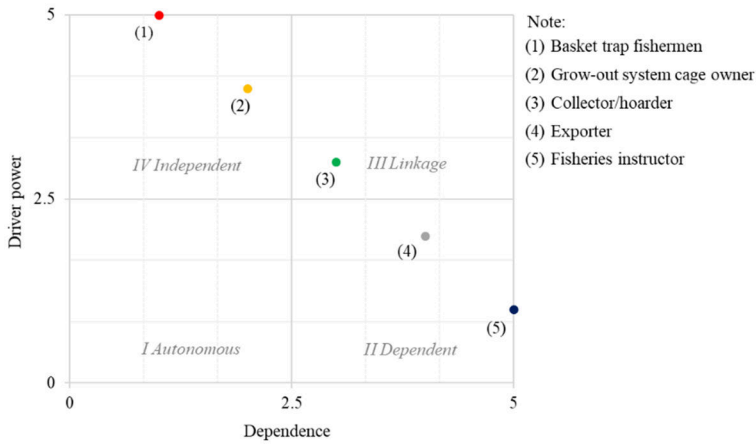 5
(1)
(2)
IV Independent
III Linkage
(3)
Driver power
2.5
(4)
(5)
I Autonomous
II Dependent
0
0
2.5
5
Dependence
Note:
(1) Basket trap fishermen
(2) Grow-out system cage owner
(3) Collector/hoarder
(4) Exporter
(5) Fisheries instructor